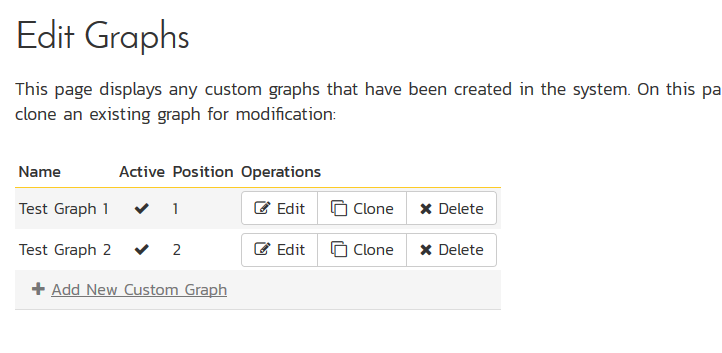 Edit Graphs
This page displays any custom graphs that have been created in the system. On this pa
clone an existing graph for modification:
Name Active Position Operations
Test Graph 1 1 Edit Clone Delete
Test Graph 2 2 Edit Clone Delete
Add New Custom Graph